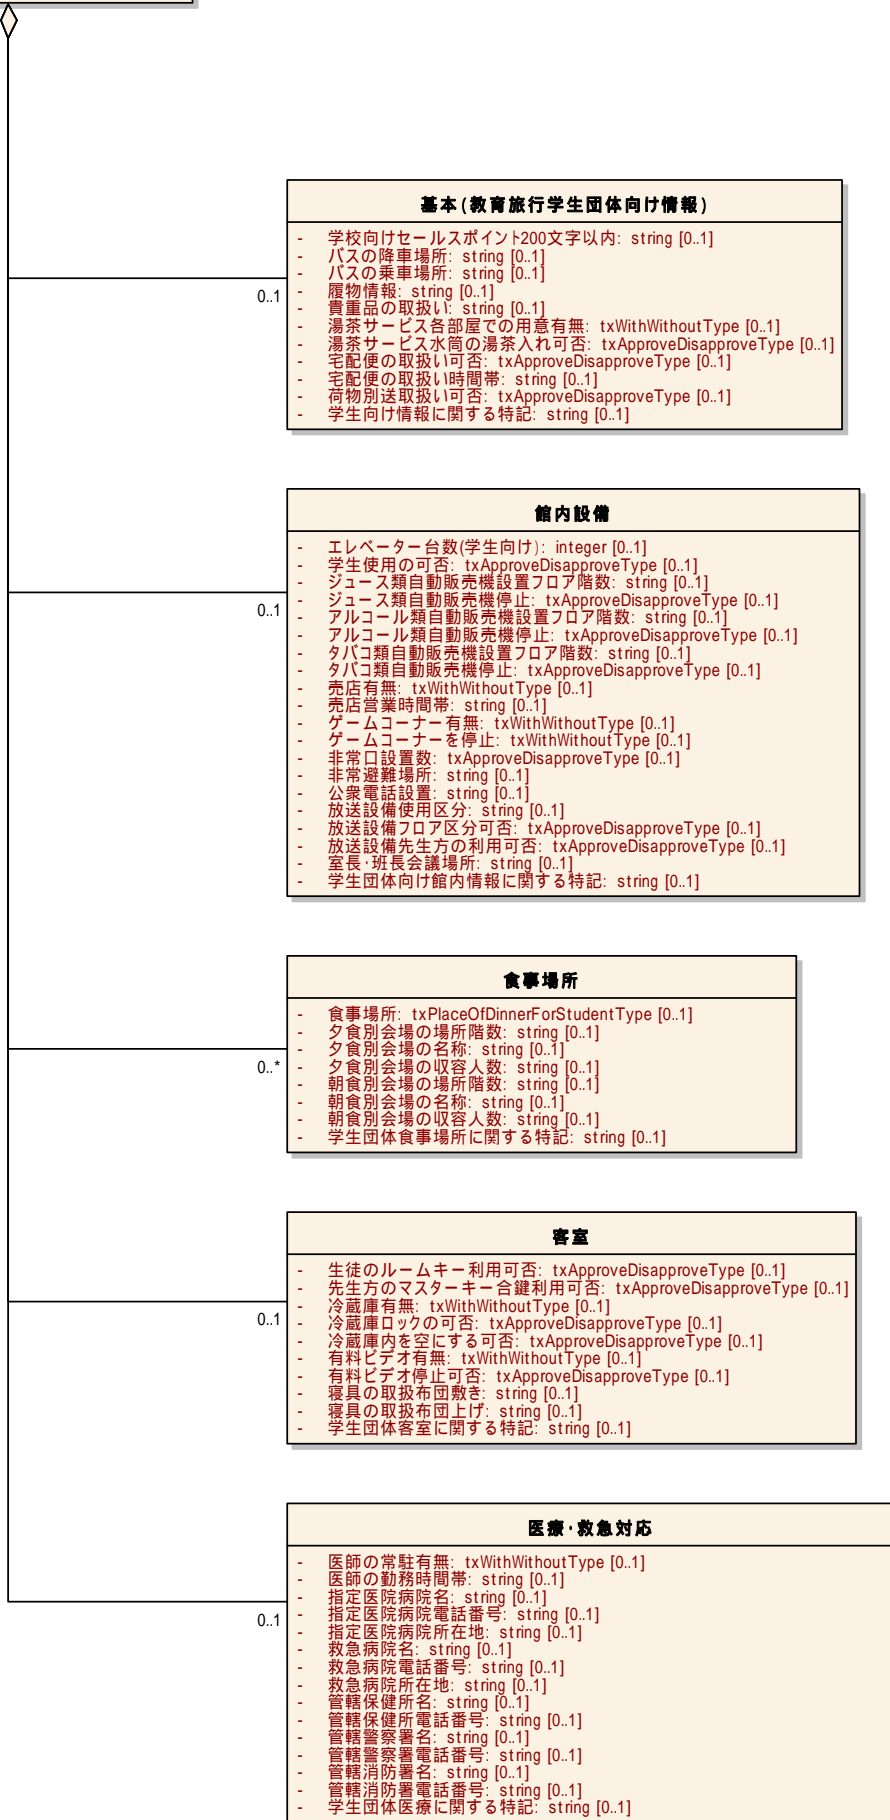 基本(教育旅行学生団体向け情報)
- 学校向けセールスポイント200文字以内: string [0..1]
- バスの降車場所: string [0..1]
- バスの乗車場所: string [0..1]
- 履物情報: string [0..1]
- 貴重品の取扱い: string [0..1]
- 湯茶サービス各部屋での用意有無: txWithWithoutType [0..1]
- 湯茶サービス水筒の湯茶入れ可否: txApproveDisapproveType [0..1]
- 宅配便の取扱い可否: txApproveDisapproveType [0..1]
- 宅配便の取扱い時間帯: string [0..1]
- 荷物別送取扱い可否: txApproveDisapproveType [0..1]
- 学生向け情報に関する特記: string [0..1]
0..1
館内設備
- エレベーター台数(学生向け): integer [0..1]
- 学生使用の可否: txApproveDisapproveType [0..1]
- ジュース類自動販売機設置フロア階数: string [0..1]
- ジュース類自動販売機停止: txApproveDisapproveType [0..1]
- アルコール類自動販売機設置フロア階数: string [0..1]
- アルコール類自動販売機停止: txApproveDisapproveType [0..1]
- タバコ類自動販売機設置フロア階数: string [0..1]
- タバコ類自動販売機停止: txApproveDisapproveType [0..1]
- 売店有無: txWithWithoutType [0..1]
- 売店営業時間帯: string [0..1]
- ゲームコーナー有無: txWithWithoutType [0..1]
- ゲームコーナーを停止: txWithWithoutType [0..1]
- 非常口設置数: txApproveDisapproveType [0..1]
- 非常避難場所: string [0..1]
- 公衆電話設置: string [0..1]
- 放送設備使用区分: string [0..1]
- 放送設備フロア区分可否: txApproveDisapproveType [0..1]
- 放送設備先生方の利用可否: txApproveDisapproveType [0..1]
- 室長・班長会議場所: string [0..1]
- 学生団体向け館内情報に関する特記: string [0..1]
0..1
食事場所
- 食事場所: txPlaceOfDinnerForStudentType [0..1]
- 夕食別会場の場所階数: string [0..1]
- 夕食別会場の名称: string [0..1]
- 夕食別会場の収容人数: string [0..1]
- 朝食別会場の場所階数: string [0..1]
- 朝食別会場の名称: string [0..1]
- 朝食別会場の収容人数: string [0..1]
- 学生団体食事場所に関する特記: string [0..1]
0..*
客室
- 生徒のルームキー利用可否: txApproveDisapproveType [0..1]
- 先生方のマスターキー合鍵利用可否: txApproveDisapproveType [0..1]
- 冷蔵庫有無: txWithWithoutType [0..1]
- 冷蔵庫ロックの可否: txApproveDisapproveType [0..1]
- 冷蔵庫内を空にする可否: txApproveDisapproveType [0..1]
- 有料ビデオ有無: txWithWithoutType [0..1]
- 有料ビデオ停止可否: txApproveDisapproveType [0..1]
- 寝具の取扱布団敷き: string [0..1]
- 寝具の取扱布団上げ: string [0..1]
- 学生団体客室に関する特記: string [0..1]
0..1
医療・救急対応
- 医師の常駐有無: txWithWithoutType [0..1]
- 医師の勤務時間帯: string [0..1]
- 指定医院病院名: string [0..1]
- 指定医院病院電話番号: string [0..1]
- 指定医院病院所在地: string [0..1]
- 救急病院名: string [0..1]
- 救急病院電話番号: string [0..1]
- 救急病院所在地: string [0..1]
- 管轄保健所名: string [0..1]
- 管轄保健所電話番号: string [0..1]
- 管轄警察署名: string [0..1]
- 管轄警察署電話番号: string [0..1]
- 管轄消防署名: string [0..1]
- 管轄消防署電話番号: string [0..1]
- 学生団体医療に関する特記: string [0..1]
0..1